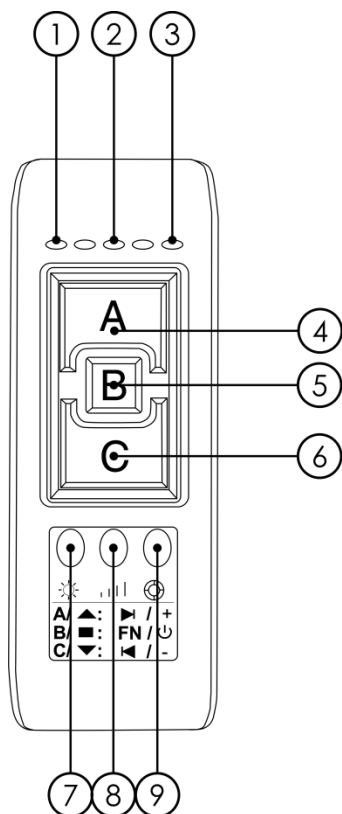 1 2 3
A
4
B
5
C
6
A/ ▲: ▶| / +
B/ ■: FN / ⏻
C/ ▼: |◀ / -
7 8 9